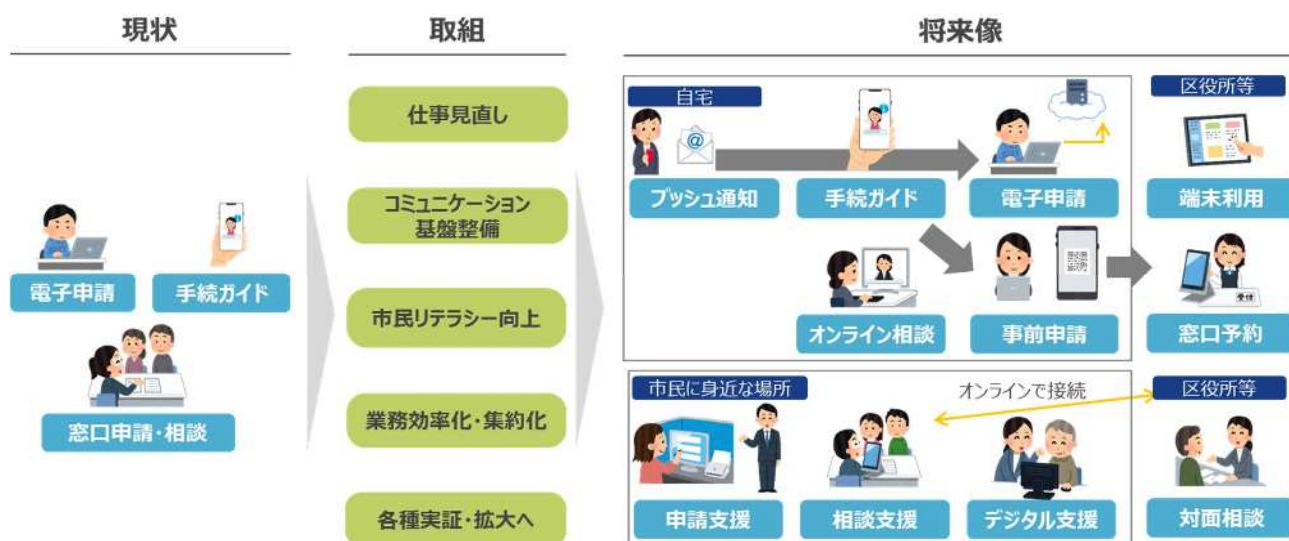 現状
取組
将来像
電子申請
手続ガイド
窓口申請・相談
仕事見直し
コミュニケーション
基盤整備
市民リテラシー向上
業務効率化・集約化
各種実証・拡大へ
自宅
@
プッシュ通知
手続ガイド
電子申請
オンライン相談
事前申請
区役所等
端末利用
受付
窓口予約
市民に身近な場所
オンラインで接続
申請支援
相談支援
デジタル支援
区役所等
対面相談